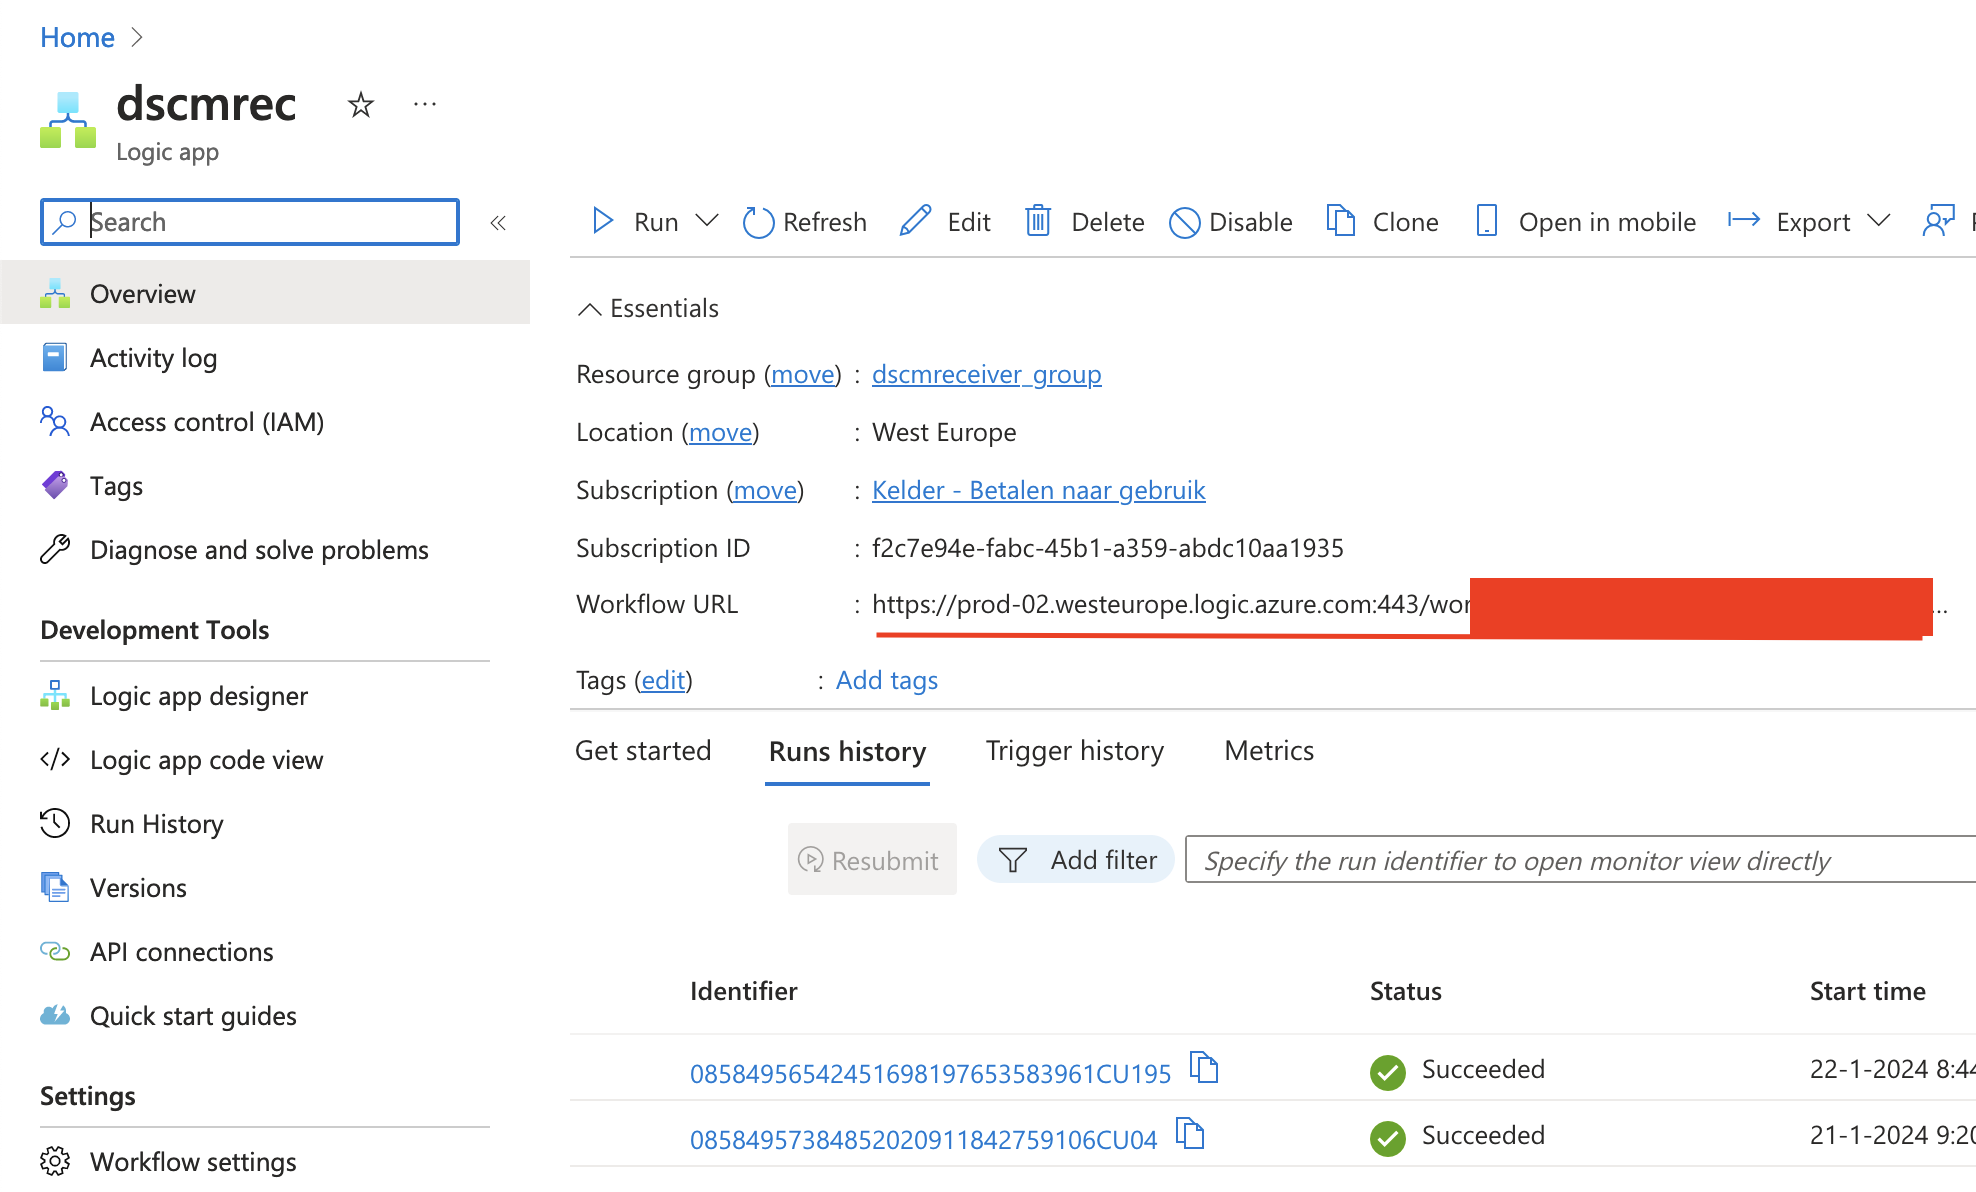 Home
dscmrec
Logic app
Search
Overview
Activity log
Access control (IAM)
Tags
Diagnose and solve problems
Development Tools
Logic app designer
Logic app code view
Run History
Versions
API connections
Quick start guides
Settings
Workflow settings
Run Refresh Edit Delete Disable Clone Open in mobile Export
Essentials
Resource group (move) : dscmreceiver_group
Location (move) : West Europe
Subscription (move) : Kelder - Betalen naar gebruik
Subscription ID : f2c7e94e-fabc-45b1-a359-abdc10aa1935
Workflow URL : https://prod-02.westeurope.logic.azure.com:443/wor ...
Tags (edit) : Add tags
Get started Runs history Trigger history Metrics
Resubmit Add filter Specify the run identifier to open monitor view directly
Identifier Status Start time
08584956542451698197653583961CU195 Succeeded 22-1-2024 8:44
08584957384852020911842759106CU04 Succeeded 21-1-2024 9:20